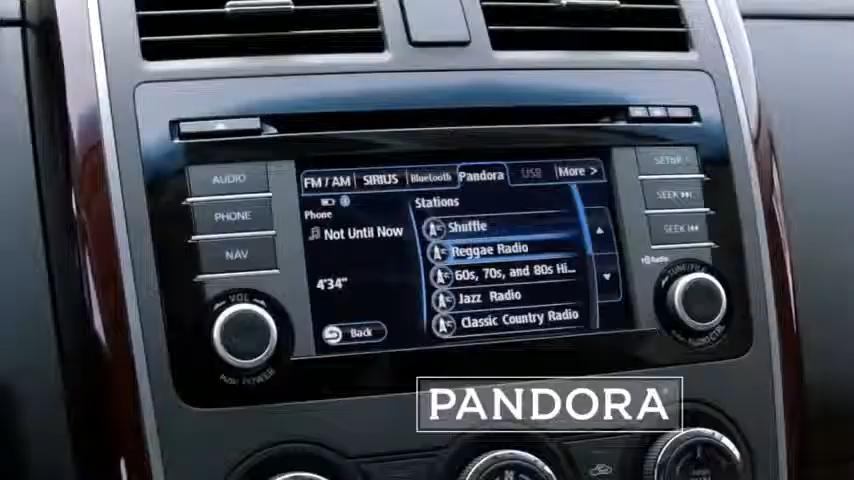 AUDIO
PHONE
NAV
VOL
PUSH POWER
FM / AM
SIRIUS
Bluetooth
Pandora
USB
More >
Phone
Not Until Now
4'34"
Back
Stations
Shuffle
Reggae Radio
60s, 70s, and 80s Hi...
Jazz Radio
Classic Country Radio
SETUP
SEEK
SEEK
HD Radio
TUNE/FILE
AUDIO CTRL
PANDORA